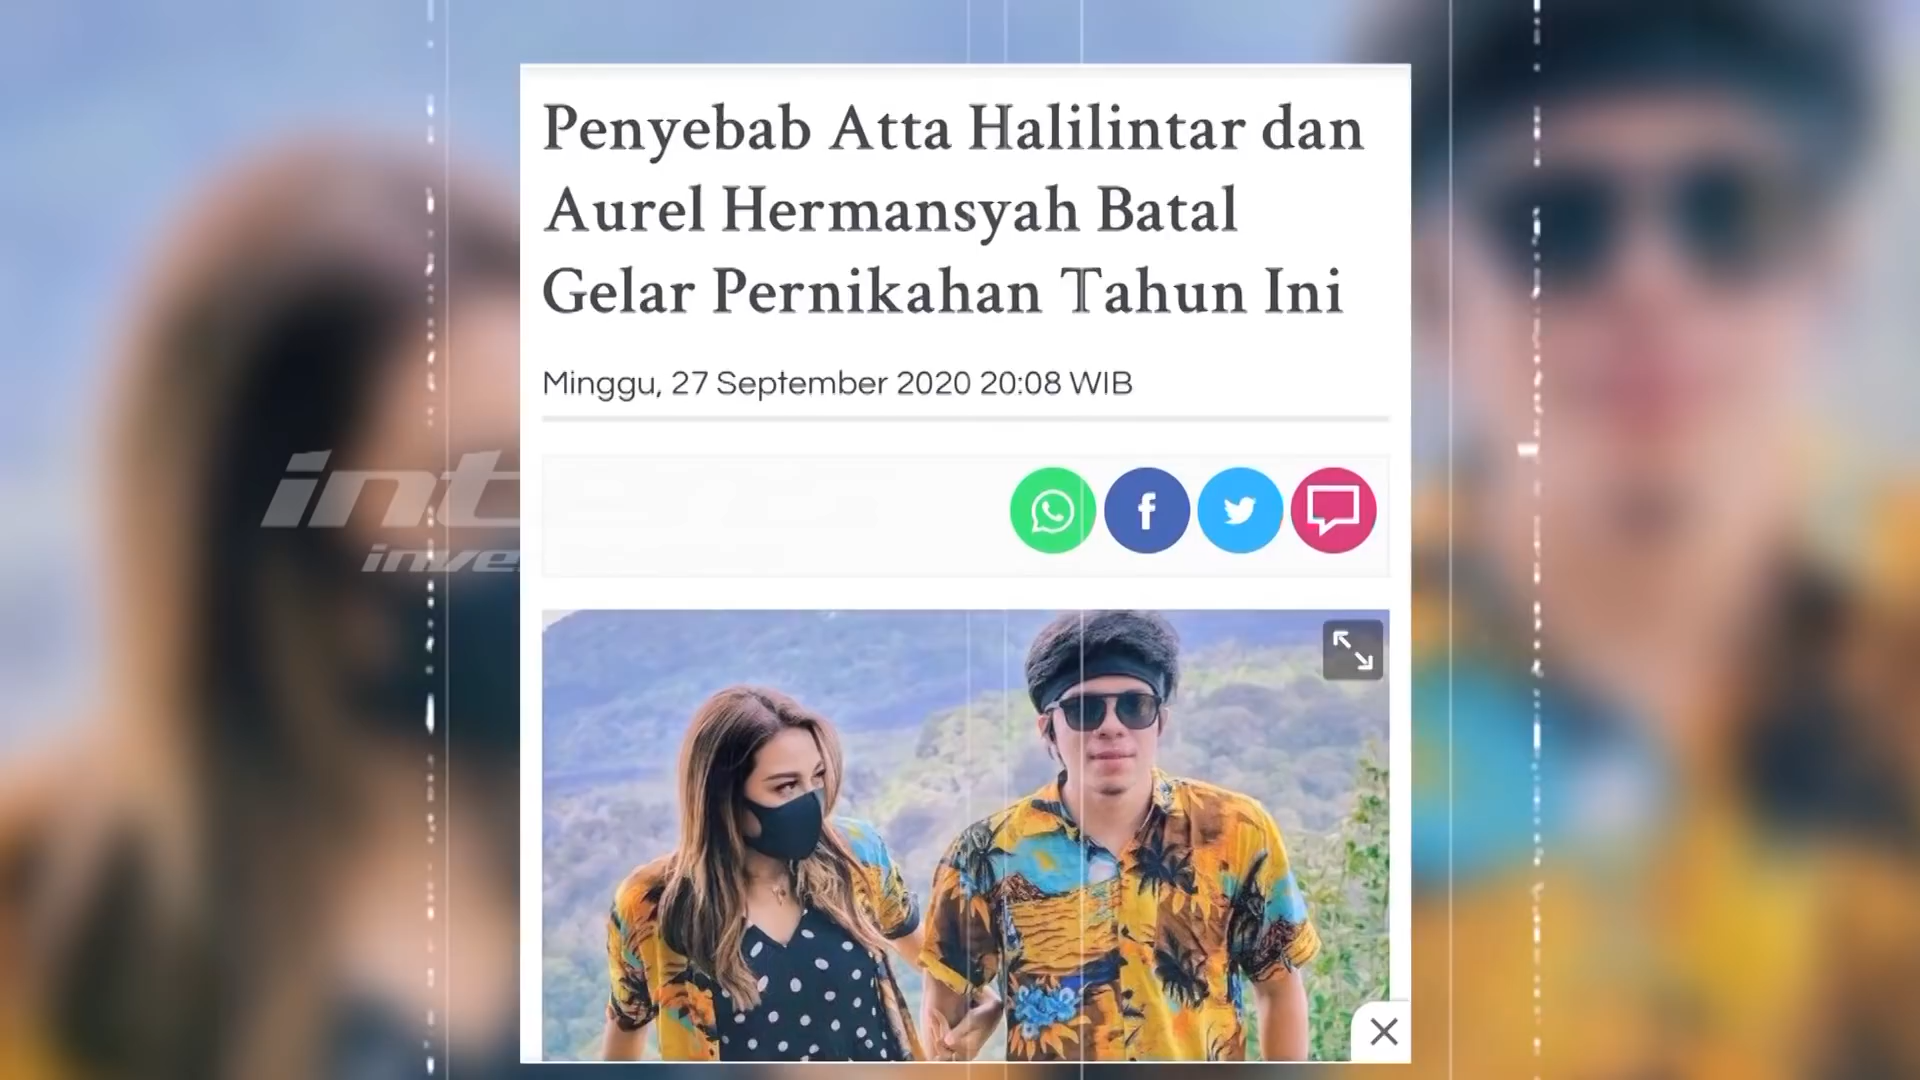 Penyebab Atta Halilintar dan
Aurel Hermansyah Batal
Gelar Pernikahan Tahun Ini
Minggu, 27 September 2020 20:08 WIB